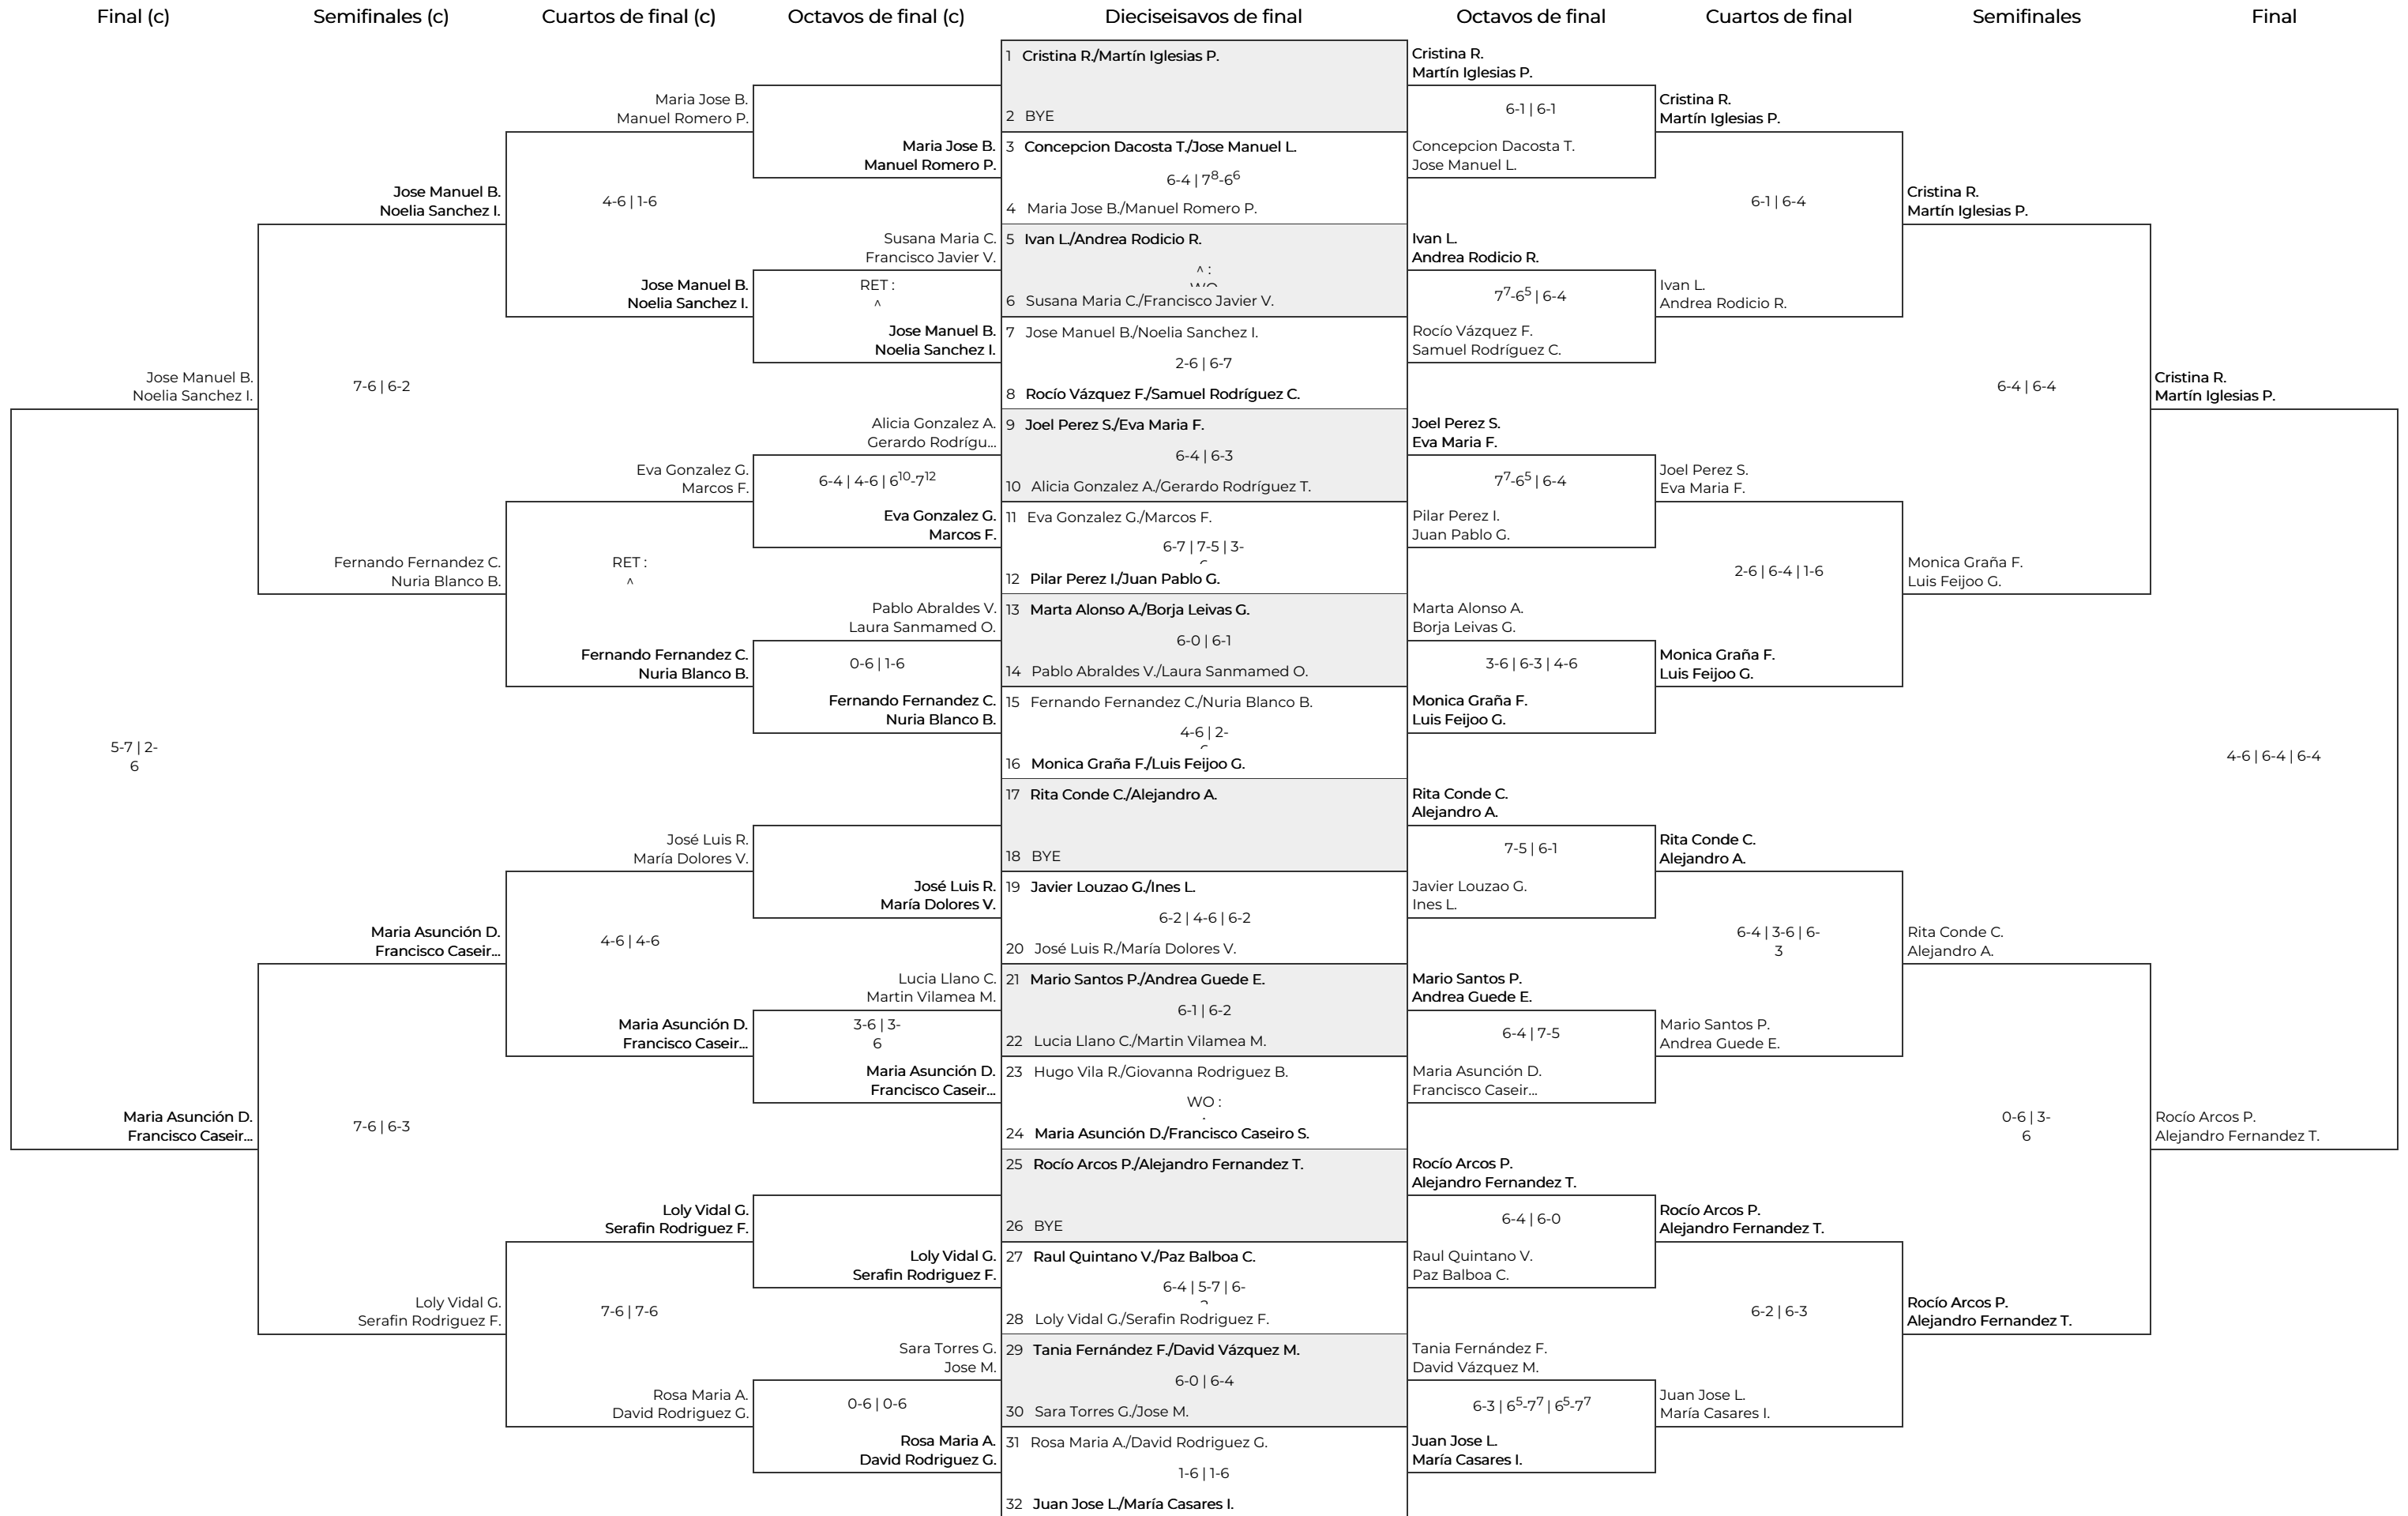 Final (c)
Semifinales (c)
Cuartos de final (c)
Octavos de final (c)
Dieciseisavos de final
Octavos de final
Cuartos de final
Semifinales
Final
Jose Manuel B.
Noelia Sanchez I.
5-7 | 2-
6
Maria Asunción D.
Francisco Caseir...
Jose Manuel B.
Noelia Sanchez I.
7-6 | 6-2
Fernando Fernandez C.
Nuria Blanco B.
Maria Asunción D.
Francisco Caseir...
7-6 | 6-3
Loly Vidal G.
Serafin Rodriguez F.
Maria Jose B.
Manuel Romero P.
4-6 | 1-6
Jose Manuel B.
Noelia Sanchez I.
Eva Gonzalez G.
Marcos F.
RET :
^
Fernando Fernandez C.
Nuria Blanco B.
José Luis R.
María Dolores V.
4-6 | 4-6
Maria Asunción D.
Francisco Caseir...
Loly Vidal G.
Serafin Rodriguez F.
7-6 | 7-6
Rosa Maria A.
David Rodriguez G.
Maria Jose B.
Manuel Romero P.
Susana Maria C.
Francisco Javier V.
RET :
^
Jose Manuel B.
Noelia Sanchez I.
Alicia Gonzalez A.
Gerardo Rodrígu...
6-4 | 4-6 | 6¹⁰-7¹²
Eva Gonzalez G.
Marcos F.
Pablo Abraldes V.
Laura Sanmamed O.
0-6 | 1-6
Fernando Fernandez C.
Nuria Blanco B.
José Luis R.
María Dolores V.
Lucia Llano C.
Martin Vilamea M.
3-6 | 3-
6
Maria Asunción D.
Francisco Caseir...
Loly Vidal G.
Serafin Rodriguez F.
Sara Torres G.
Jose M.
0-6 | 0-6
Rosa Maria A.
David Rodriguez G.
1 Cristina R./Martín Iglesias P.
2 BYE
3 Concepcion Dacosta T./Jose Manuel L.
6-4 | 7⁸-6⁶
4 Maria Jose B./Manuel Romero P.
5 Ivan L./Andrea Rodicio R.
^ :
6 Susana Maria C./Francisco Javier V.
7 Jose Manuel B./Noelia Sanchez I.
2-6 | 6-7
8 Rocío Vázquez F./Samuel Rodríguez C.
9 Joel Perez S./Eva Maria F.
6-4 | 6-3
10 Alicia Gonzalez A./Gerardo Rodríguez T.
11 Eva Gonzalez G./Marcos F.
6-7 | 7-5 | 3-
12 Pilar Perez I./Juan Pablo G.
13 Marta Alonso A./Borja Leivas G.
6-0 | 6-1
14 Pablo Abraldes V./Laura Sanmamed O.
15 Fernando Fernandez C./Nuria Blanco B.
4-6 | 2-
16 Monica Graña F./Luis Feijoo G.
17 Rita Conde C./Alejandro A.
18 BYE
19 Javier Louzao G./Ines L.
6-2 | 4-6 | 6-2
20 José Luis R./María Dolores V.
21 Mario Santos P./Andrea Guede E.
6-1 | 6-2
22 Lucia Llano C./Martin Vilamea M.
23 Hugo Vila R./Giovanna Rodriguez B.
WO :
24 Maria Asunción D./Francisco Caseiro S.
25 Rocío Arcos P./Alejandro Fernandez T.
26 BYE
27 Raul Quintano V./Paz Balboa C.
6-4 | 5-7 | 6-
28 Loly Vidal G./Serafin Rodriguez F.
29 Tania Fernández F./David Vázquez M.
6-0 | 6-4
30 Sara Torres G./Jose M.
31 Rosa Maria A./David Rodriguez G.
1-6 | 1-6
32 Juan Jose L./María Casares I.
Cristina R.
Martín Iglesias P.
6-1 | 6-1
Concepcion Dacosta T.
Jose Manuel L.
Ivan L.
Andrea Rodicio R.
7⁷-6⁵ | 6-4
Rocío Vázquez F.
Samuel Rodríguez C.
Joel Perez S.
Eva Maria F.
7⁷-6⁵ | 6-4
Pilar Perez I.
Juan Pablo G.
Marta Alonso A.
Borja Leivas G.
3-6 | 6-3 | 4-6
Monica Graña F.
Luis Feijoo G.
Rita Conde C.
Alejandro A.
7-5 | 6-1
Javier Louzao G.
Ines L.
Mario Santos P.
Andrea Guede E.
6-4 | 7-5
Maria Asunción D.
Francisco Caseir...
Rocío Arcos P.
Alejandro Fernandez T.
6-4 | 6-0
Raul Quintano V.
Paz Balboa C.
Tania Fernández F.
David Vázquez M.
6-3 | 6⁵-7⁷ | 6⁵-7⁷
Juan Jose L.
María Casares I.
Cristina R.
Martín Iglesias P.
6-1 | 6-4
Ivan L.
Andrea Rodicio R.
Joel Perez S.
Eva Maria F.
2-6 | 6-4 | 1-6
Monica Graña F.
Luis Feijoo G.
Rita Conde C.
Alejandro A.
6-4 | 3-6 | 6-
3
Mario Santos P.
Andrea Guede E.
Rocío Arcos P.
Alejandro Fernandez T.
6-2 | 6-3
Juan Jose L.
María Casares I.
Cristina R.
Martín Iglesias P.
6-4 | 6-4
Monica Graña F.
Luis Feijoo G.
Rita Conde C.
Alejandro A.
0-6 | 3-
6
Rocío Arcos P.
Alejandro Fernandez T.
Cristina R.
Martín Iglesias P.
4-6 | 6-4 | 6-4
Rocío Arcos P.
Alejandro Fernandez T.